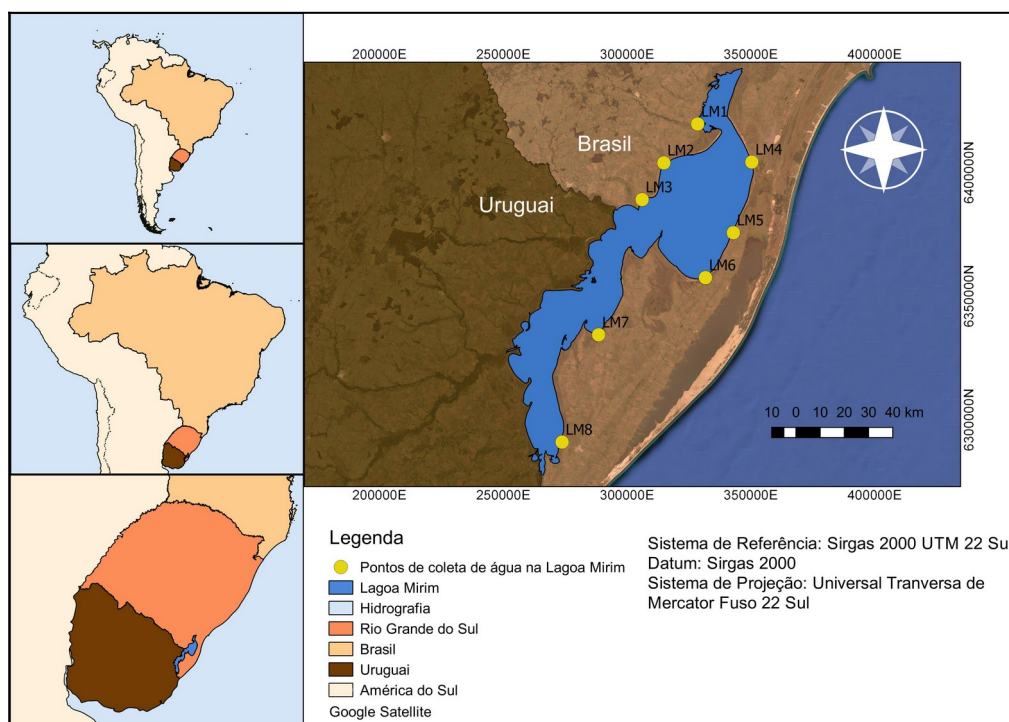 200000E 250000E 300000E 350000E 400000E
LM1
Brasil
LM2
LM4
6400000N
LM3
Uruguai
LM5
LM6
6350000N
LM7
10 0 10 20 30 40 km
LM8
6300000N
200000E 250000E 300000E 350000E 400000E
Legenda
Pontos de coleta de água na Lagoa Mirim
Lagoa Mirim
Hidrografia
Rio Grande do Sul
Brasil
Uruguai
América do Sul
Google Satellite
Sistema de Referência: Sirgas 2000 UTM 22 Su
Datum: Sirgas 2000
Sistema de Projeção: Universal Tranversa de
Mercator Fuso 22 Sul